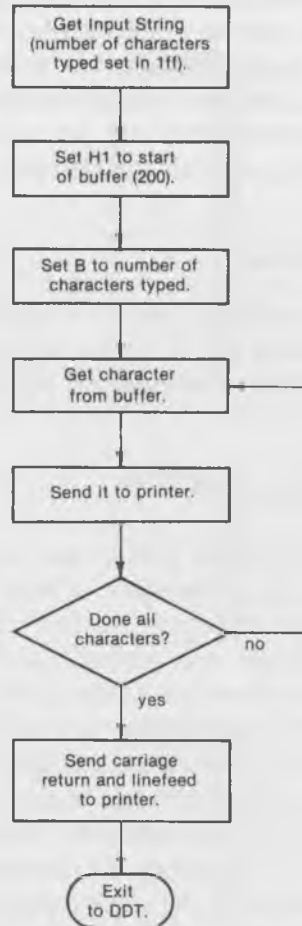 Get Input String
(number of characters
typed set in 1ff).
Set H1 to start
of buffer (200).
Set B to number of
characters typed.
Get character
from buffer.
Send it to printer.
Done all
characters?
no
yes
Send carriage
return and linefeed
to printer.
Exit
to DDT.